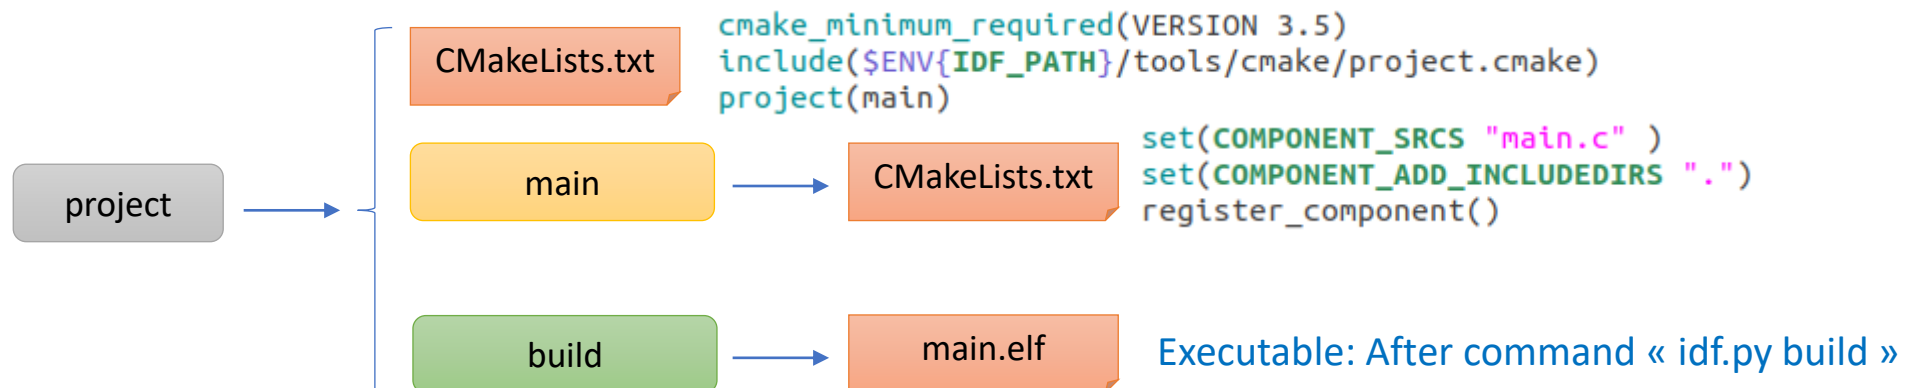 project
CMakeLists.txt
cmake_minimum_required(VERSION 3.5)
include($ENV{IDF_PATH}/tools/cmake/project.cmake)
project(main)
main
CMakeLists.txt
set(COMPONENT_SRCS "main.c" )
set(COMPONENT_ADD_INCLUDEDIRS ".")
register_component()
build
main.elf
Executable: After command « idf.py build »